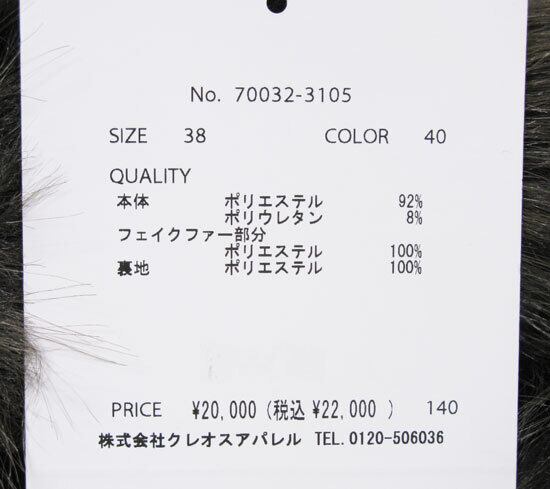 No. 70032-3105
SIZE 38 COLOR 40
QUALITY
本体 ポリエステル 92%
ポリウレタン 8%
フェイクファー部分
ポリエステル 100%
裏地 ポリエステル 100%
PRICE ¥20,000 (税込 ¥22,000 ) 140
株式会社クレオスアパレル TEL.0120-506036